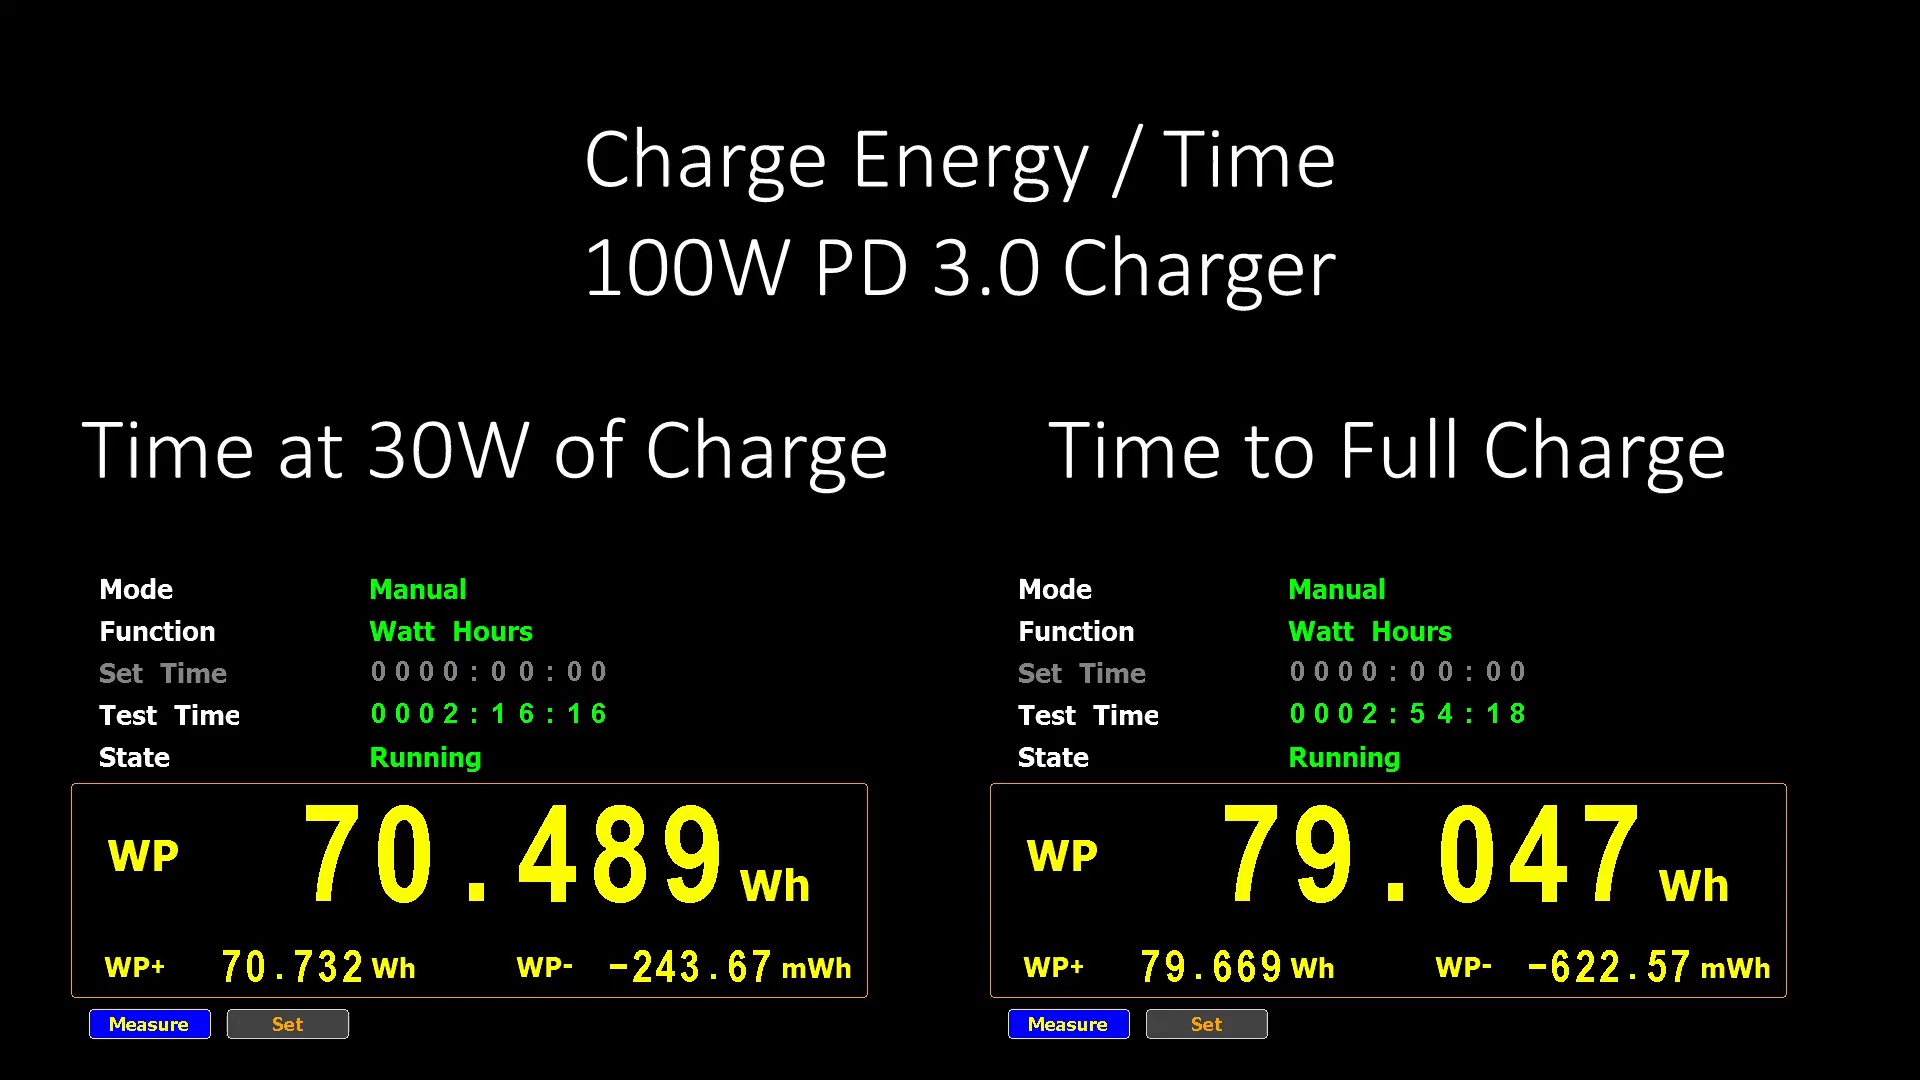 Charge Energy / Time
100W PD 3.0 Charger
Time at 30W of Charge
Mode Manual
Function Watt Hours
Set Time 0000:00:00
Test Time 0002:16:16
State Running
WP 70.489 Wh
WP+ 70.732 Wh WP- -243.67 mWh
Measure Set
Time to Full Charge
Mode Manual
Function Watt Hours
Set Time 0000:00:00
Test Time 0002:54:18
State Running
WP 79.047 Wh
WP+ 79.669 Wh WP- -622.57 mWh
Measure Set